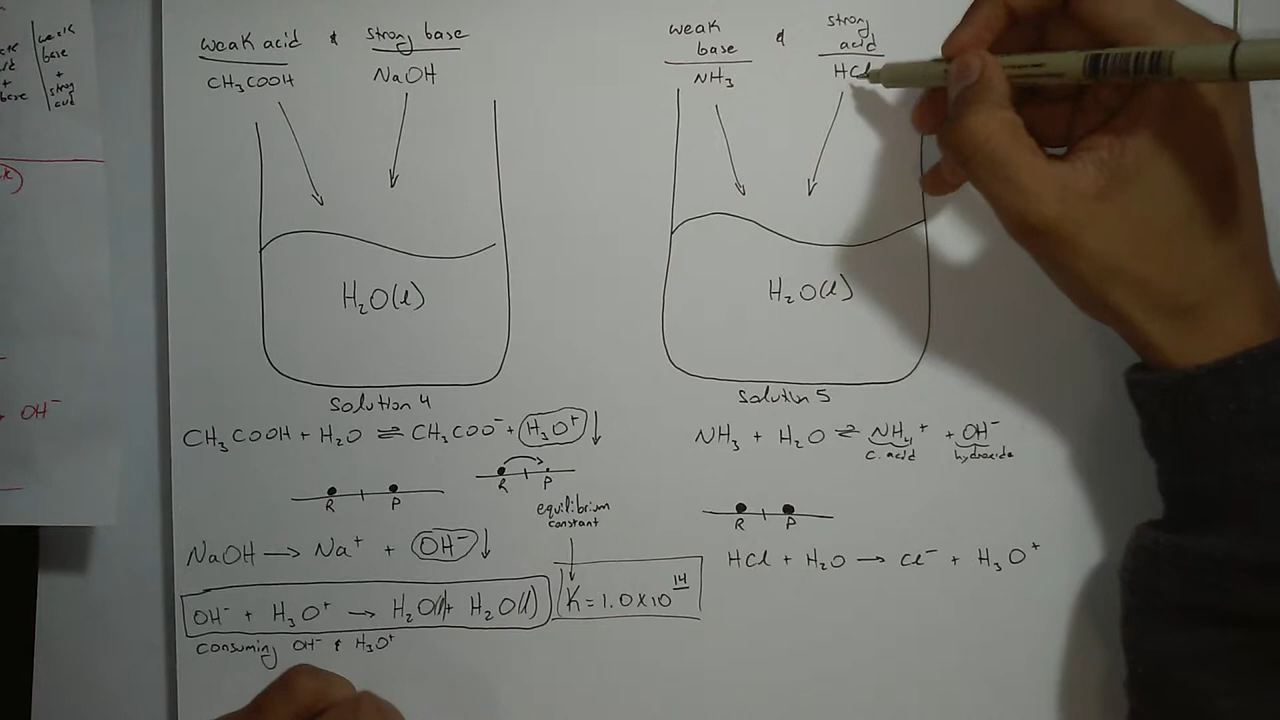 weak
base
+
base
strong
acid
+ OH⁻
weak acid & strong base
CH₃COOH NaOH
H₂O(l)
Solution 4
CH₃COOH + H₂O ⇌ CH₃COO⁻ + H₃O⁺ ↓
R P
R P
equilibrium
constant
NaOH → Na⁺ + OH⁻ ↓
OH⁻ + H₃O⁺ → H₂O(l) + H₂O(l)
K = 1.0 x 10¹⁴
consuming OH⁻ & H₃O⁺
weak
base
& strong
acid
NH₃ HCl
H₂O(l)
Solution 5
NH₃ + H₂O ⇌ NH₄⁺ + OH⁻
c. acid hydroxide
R P
HCl + H₂O → Cl⁻ + H₃O⁺